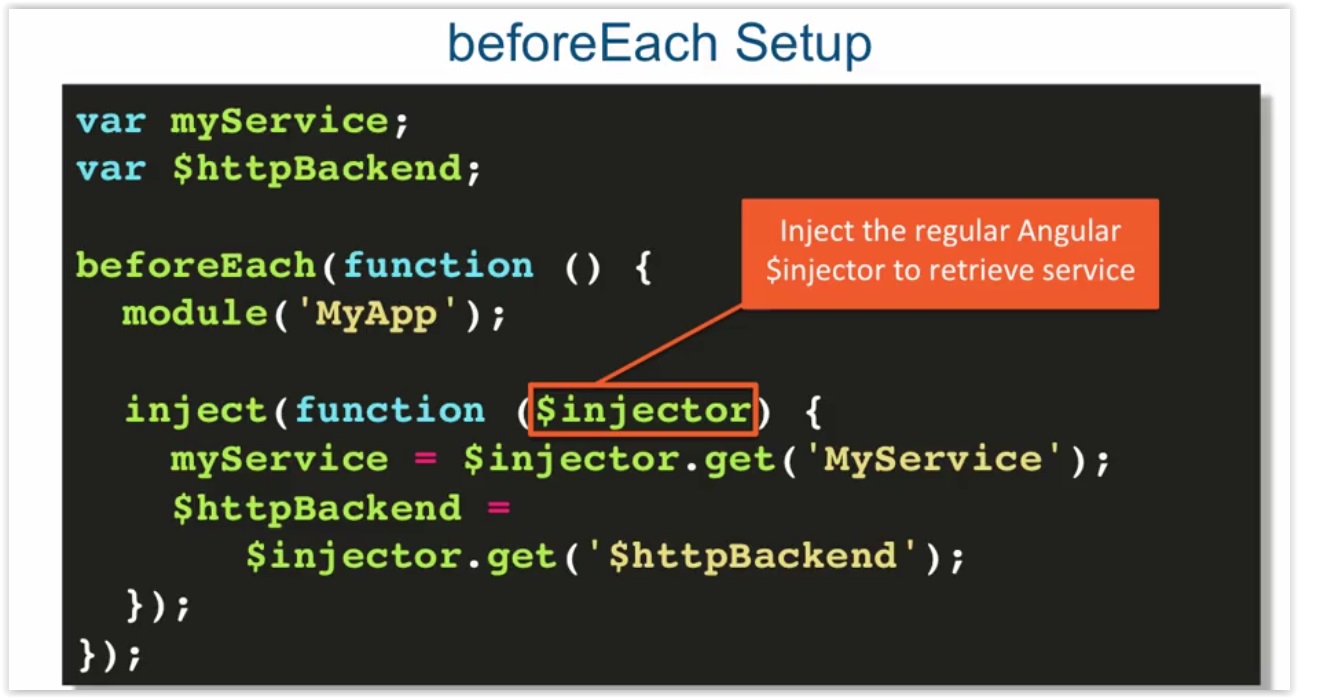 beforeEach Setup
var myService;
var $httpBackend;
beforeEach(function () {
  module('MyApp');
Inject the regular Angular
$injector to retrieve service
  inject(function ($injector) {
    myService = $injector.get('MyService');
    $httpBackend =
       $injector.get('$httpBackend');
  });
});